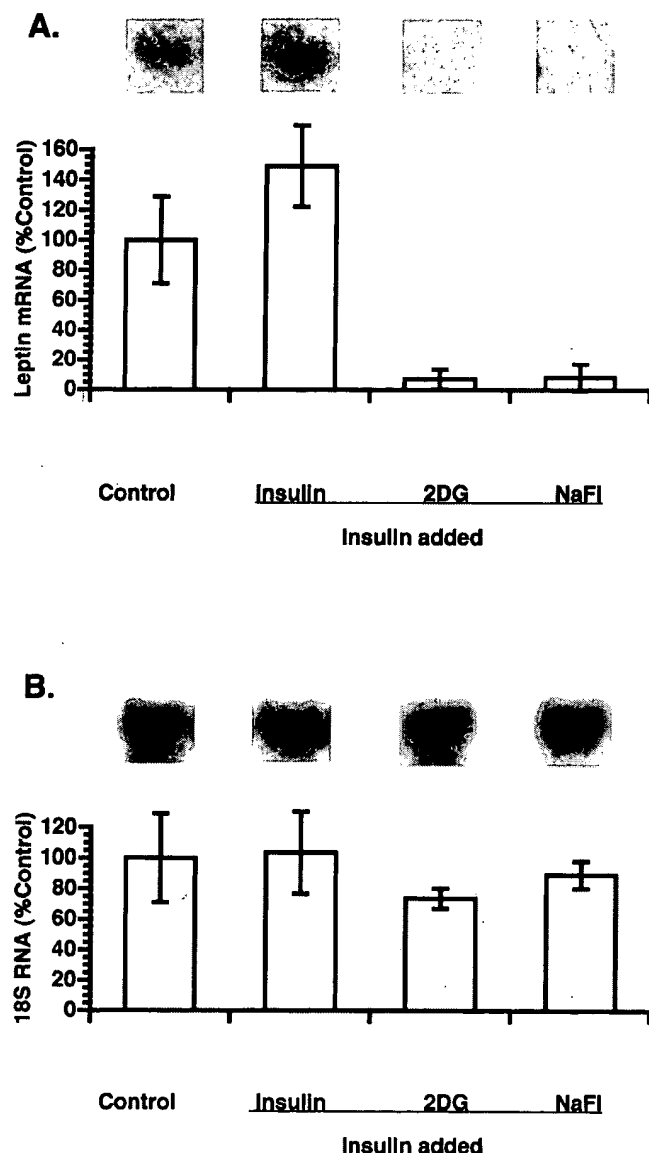 A.
Leptin mRNA (%Control)
160
140
120
100
80
60
40
20
0
Control Insulin 2DG NaFl
Insulin added
B.
18S RNA (%Control)
120
100
80
60
40
20
0
Control Insulin 2DG NaFl
Insulin added